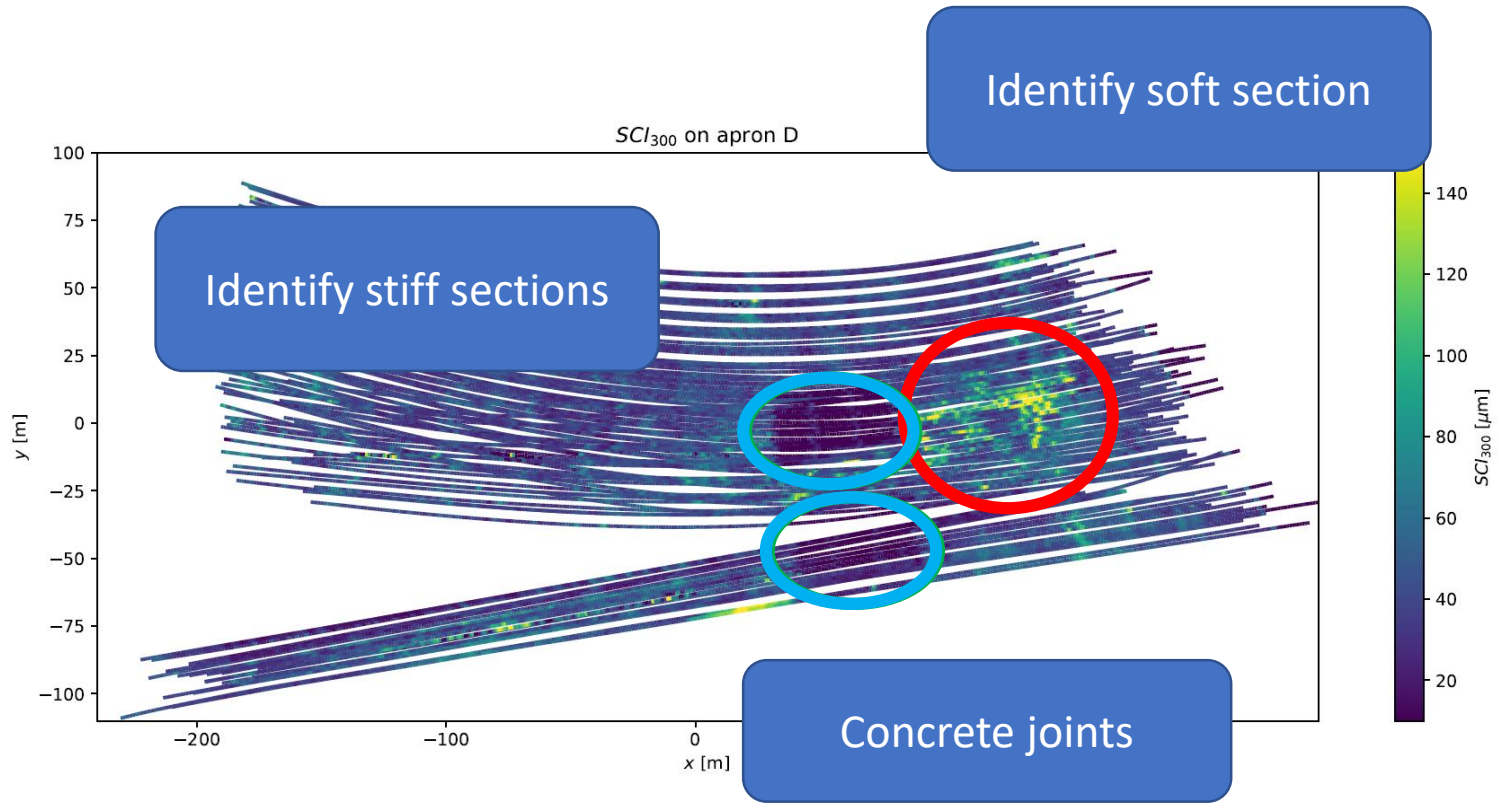 Identify soft section
SCI₃₀₀ on apron D
Identify stiff sections
Concrete joints
100
75
50
25
0
−25
−50
−75
−100
y [m]
−200
−100
0
x [m]
140
120
100
80
60
40
20
SCI₃₀₀ [μm]